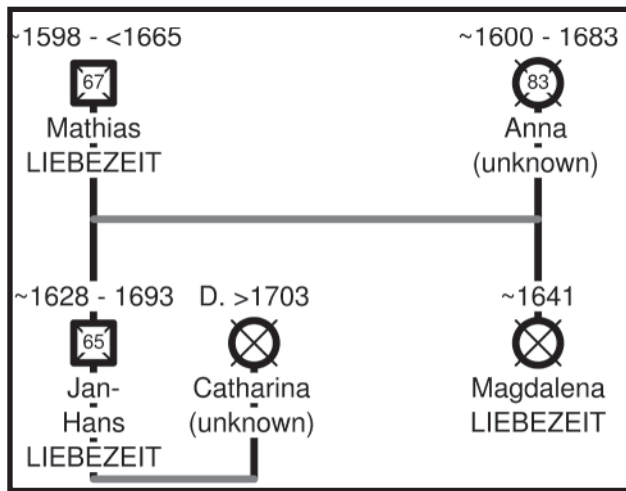 ~1598 - <1665
~1600 - 1683
67
83
Mathias
LIEBEZEIT
Anna
(unknown)
~1628 - 1693
D. >1703
~1641
65
Jan-
Hans
LIEBEZEIT
Catharina
(unknown)
Magdalena
LIEBEZEIT